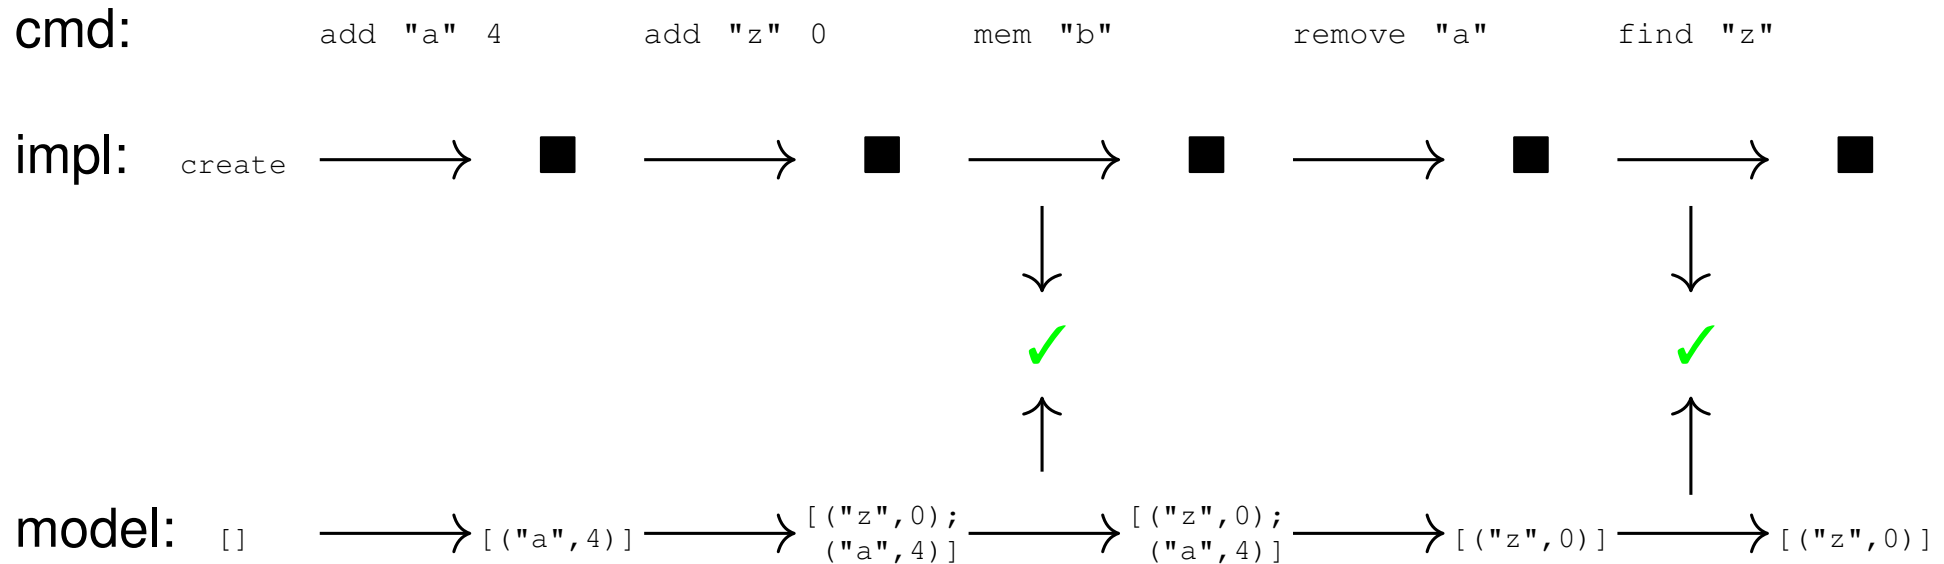 cmd: add "a" 4 add "z" 0 mem "b" remove "a" find "z"
impl: create
✓ ✓
model: [] [("a",4)] [("z",0); ("a",4)] [("z",0); ("a",4)] [("z",0)] [("z",0)]